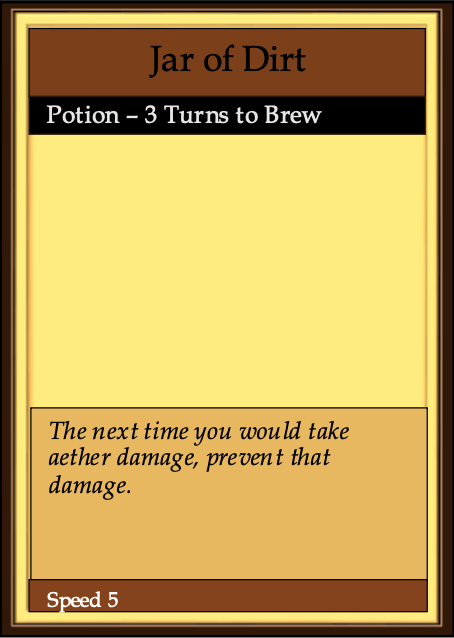 Jar of Dirt
Potion – 3 Turns to Brew
The next time you would take
aether damage, prevent that
damage.
Speed 5